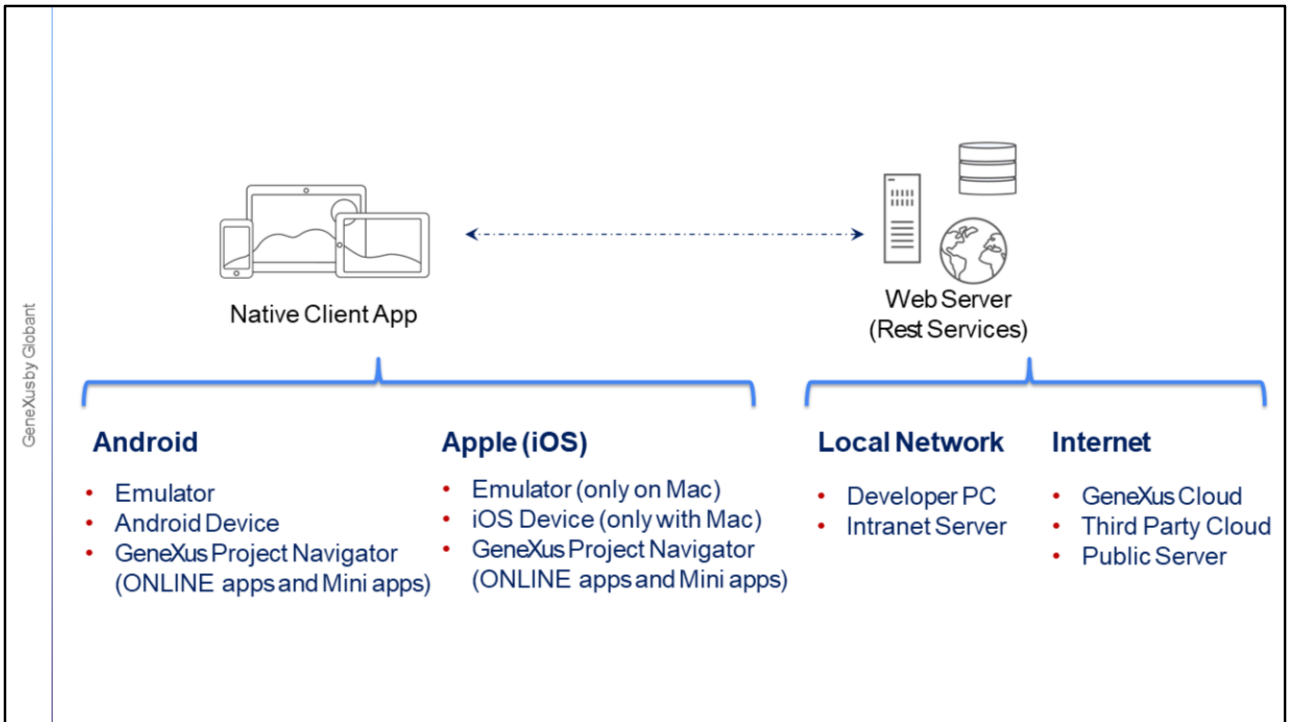 GeneXusby Globant
Native Client App
Web Server
(Rest Services)
Android
• Emulator
• Android Device
• GeneXus Project Navigator
(ONLINE apps and Mini apps)
Apple (iOS)
• Emulator (only on Mac)
• iOS Device (only with Mac)
• GeneXus Project Navigator
(ONLINE apps and Mini apps)
Local Network
• Developer PC
• Intranet Server
Internet
• GeneXus Cloud
• Third Party Cloud
• Public Server